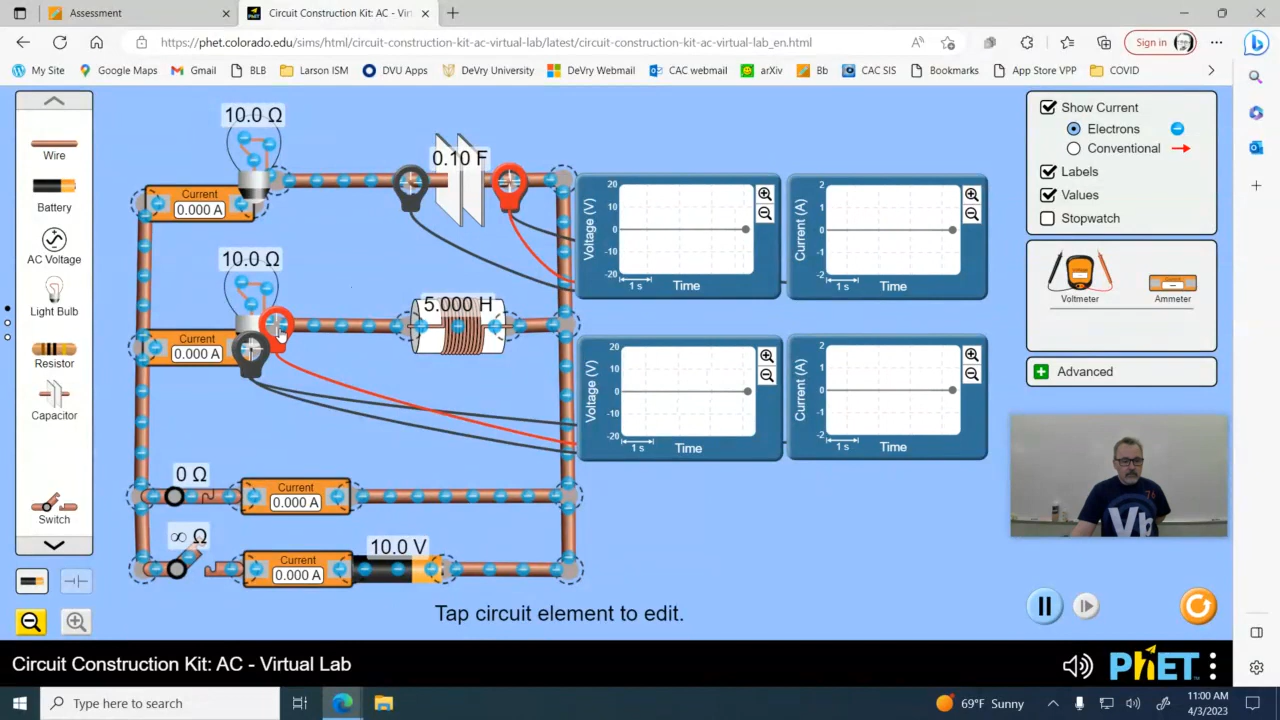 Assessment
Circuit Construction Kit: AC - Virt
https://phet.colorado.edu/sims/html/circuit-construction-kit-ac-virtual-lab/latest/circuit-construction-kit-ac-virtual-lab_en.html
Sign in
My Site
Google Maps
Gmail
BLB
Larson ISM
DVU Apps
DeVry University
DeVry Webmail
CAC webmail
arXiv
Bb
CAC SIS
Bookmarks
App Store VPP
COVID
Wire
Battery
AC Voltage
Light Bulb
Resistor
Capacitor
Switch
10.0 Ω
Current
0.000 A
0.10 F
10.0 Ω
Current
0.000 A
5.000 H
0 Ω
Current
0.000 A
∞ Ω
Current
0.000 A
10.0 V
Tap circuit element to edit.
Voltage (V)
20
10
0
-10
-20
1 s
Time
Current (A)
2
1
0
-1
-2
1 s
Time
Voltage (V)
20
10
0
-10
-20
1 s
Time
Current (A)
2
1
0
-1
-2
1 s
Time
Show Current
Electrons
Conventional
Labels
Values
Stopwatch
Voltmeter
Ammeter
Advanced
Circuit Construction Kit: AC - Virtual Lab
PhET
Type here to search
69°F Sunny
11:00 AM
4/3/2023